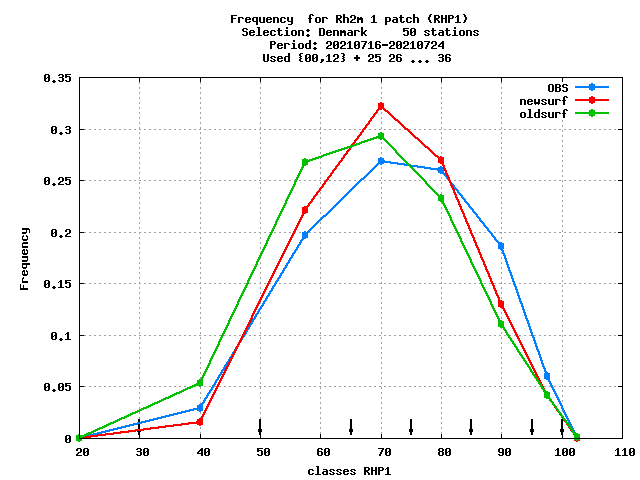 Frequency  for Rh2m 1 patch (RHP1)
Selection: Denmark     50 stations
Period: 20210716-20210724
Used {00,12} + 25 26 ... 36
OBS
newsurf
oldsurf
Frequency
0.35
0.3
0.25
0.2
0.15
0.1
0.05
0
20 30 40 50 60 70 80 90 100 110
classes RHP1